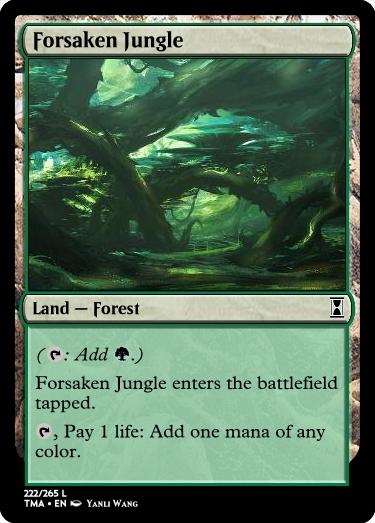 Forsaken Jungle
Land — Forest
(: Add .)
Forsaken Jungle enters the battlefield
tapped.
, Pay 1 life: Add one mana of any
color.
222/265 L
TMA • EN Yanli Wang